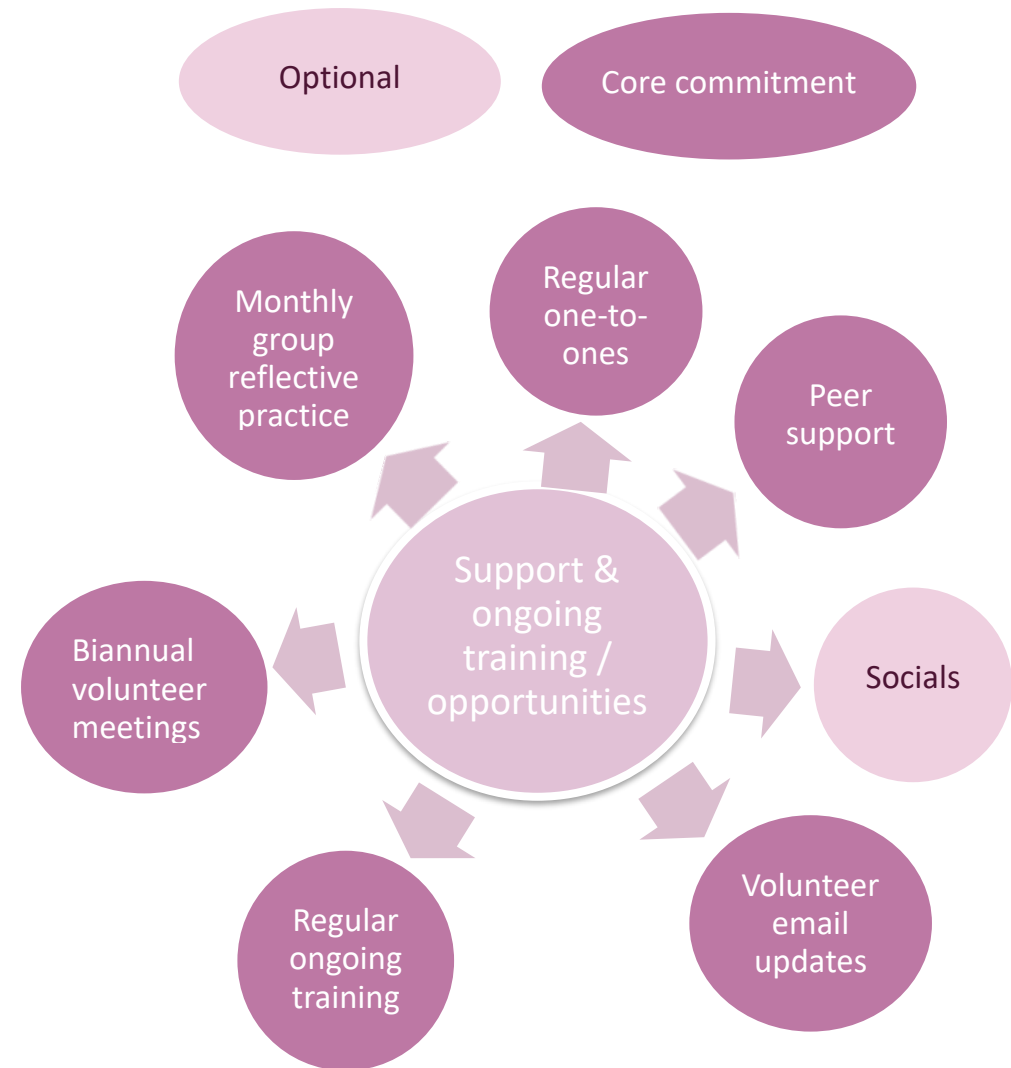 Optional
Core commitment
Monthly
group
reflective
practice
Regular
one-to-
ones
Peer
support
Support &
ongoing
training /
opportunities
Biannual
volunteer
meetings
Socials
Regular
ongoing
training
Volunteer
email
updates